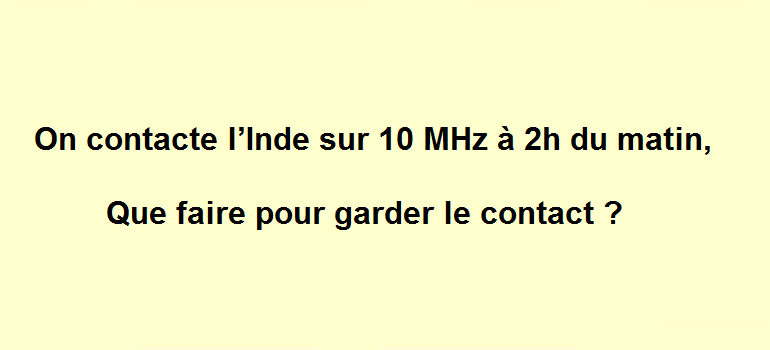 On contacte l’Inde sur 10 MHz à 2h du matin,
Que faire pour garder le contact ?